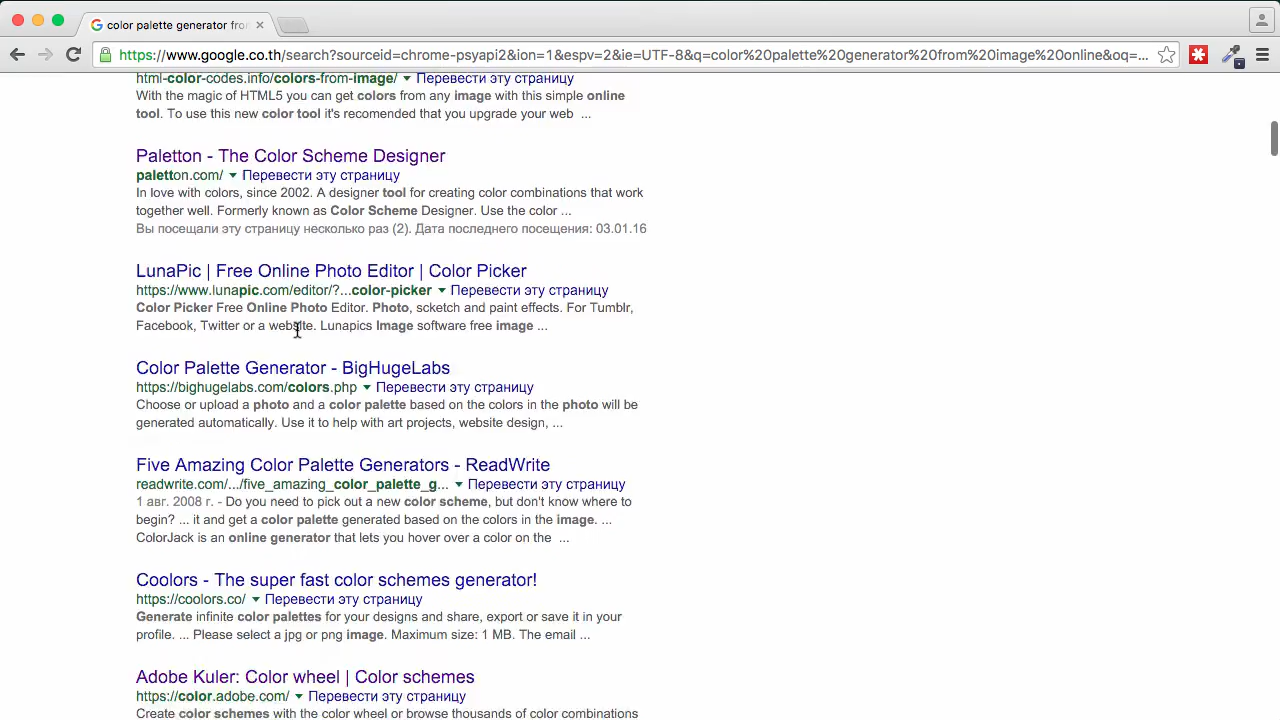 color palette generator fro
https://www.google.co.th/search?sourceid=chrome-psyapi2&ion=1&espv=2&ie=UTF-8&q=color%20palette%20generator%20from%20image%20online&oq=...
html-color-codes.info/colors-from-image/ Перевести эту страницу
With the magic of HTML5 you can get colors from any image with this simple online
tool. To use this new color tool it's recomended that you upgrade your web ...
Paletton - The Color Scheme Designer
paletton.com/ Перевести эту страницу
In love with colors, since 2002. A designer tool for creating color combinations that work
together well. Formerly known as Color Scheme Designer. Use the color ...
Вы посещали эту страницу несколько раз (2). Дата последнего посещения: 03.01.16
LunaPic | Free Online Photo Editor | Color Picker
https://www.lunapic.com/editor/?...color-picker Перевести эту страницу
Color Picker Free Online Photo Editor. Photo, scketch and paint effects. For Tumblr,
Facebook, Twitter or a website. Lunapics Image software free image ...
Color Palette Generator - BigHugeLabs
https://bighugelabs.com/colors.php Перевести эту страницу
Choose or upload a photo and a color palette based on the colors in the photo will be
generated automatically. Use it to help with art projects, website design, ...
Five Amazing Color Palette Generators - ReadWrite
readwrite.com/.../five_amazing_color_palette_g... Перевести эту страницу
1 авг. 2008 г. - Do you need to pick out a new color scheme, but don't know where to
begin? ... it and get a color palette generated based on the colors in the image. ...
ColorJack is an online generator that lets you hover over a color on the ...
Coolors - The super fast color schemes generator!
https://coolors.co/ Перевести эту страницу
Generate infinite color palettes for your designs and share, export or save it in your
profile. ... Please select a jpg or png image. Maximum size: 1 MB. The email ...
Adobe Kuler: Color wheel | Color schemes
https://color.adobe.com/ Перевести эту страницу
Create color schemes with the color wheel or browse thousands of color combinations